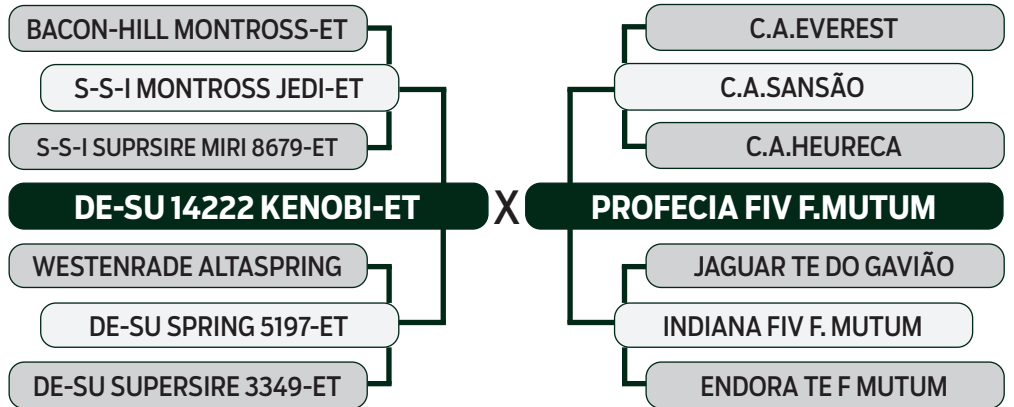 BACON-HILL MONTROSS-ET
S-S-I MONTROSS JEDI-ET
S-S-I SUPRSIRE MIRI 8679-ET
DE-SU 14222 KENOBI-ET
WESTENRADE ALTASPRING
DE-SU SPRING 5197-ET
DE-SU SUPERSIRE 3349-ET
X
C.A.EVEREST
C.A.SANSÃO
C.A.HEURECA
PROFECIA FIV F.MUTUM
JAGUAR TE DO GAVIÃO
INDIANA FIV F. MUTUM
ENDORA TE F MUTUM